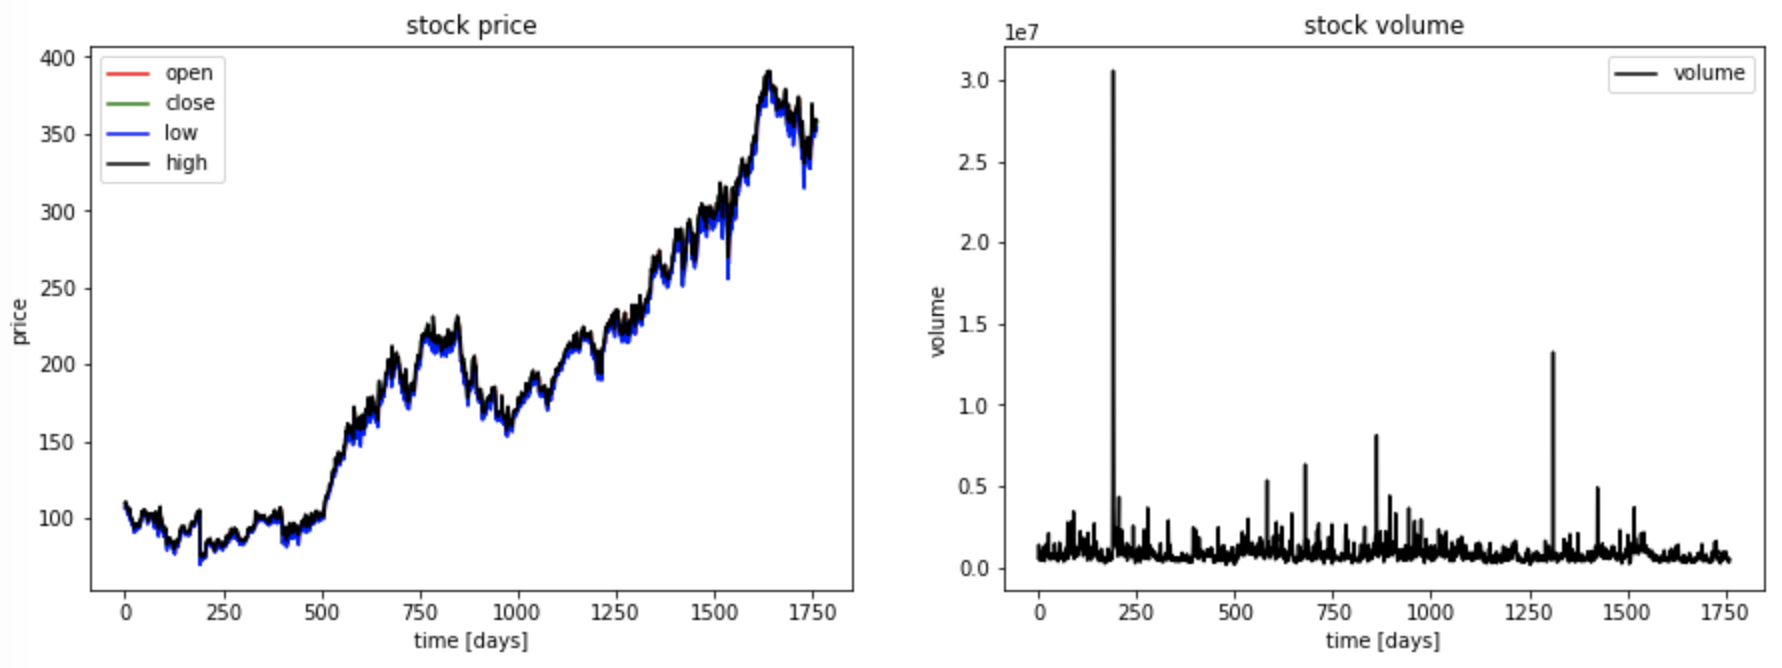 stock price
400
350
300
250
200
150
100
price
open
close
low
high
0 250 500 750 1000 1250 1500 1750
time [days]
stock volume
1e7
3.0
2.5
2.0
1.5
1.0
0.5
0.0
volume
volume
0 250 500 750 1000 1250 1500 1750
time [days]